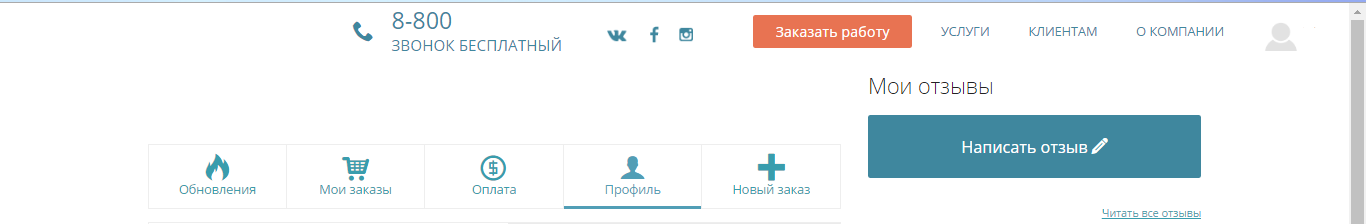 8-800
ЗВОНОК БЕСПЛАТНЫЙ
Заказать работу
УСЛУГИ
КЛИЕНТАМ
О КОМПАНИИ
Мои отзывы
Написать отзыв
Обновления
Мои заказы
Оплата
Профиль
Новый заказ
Читать все отзывы